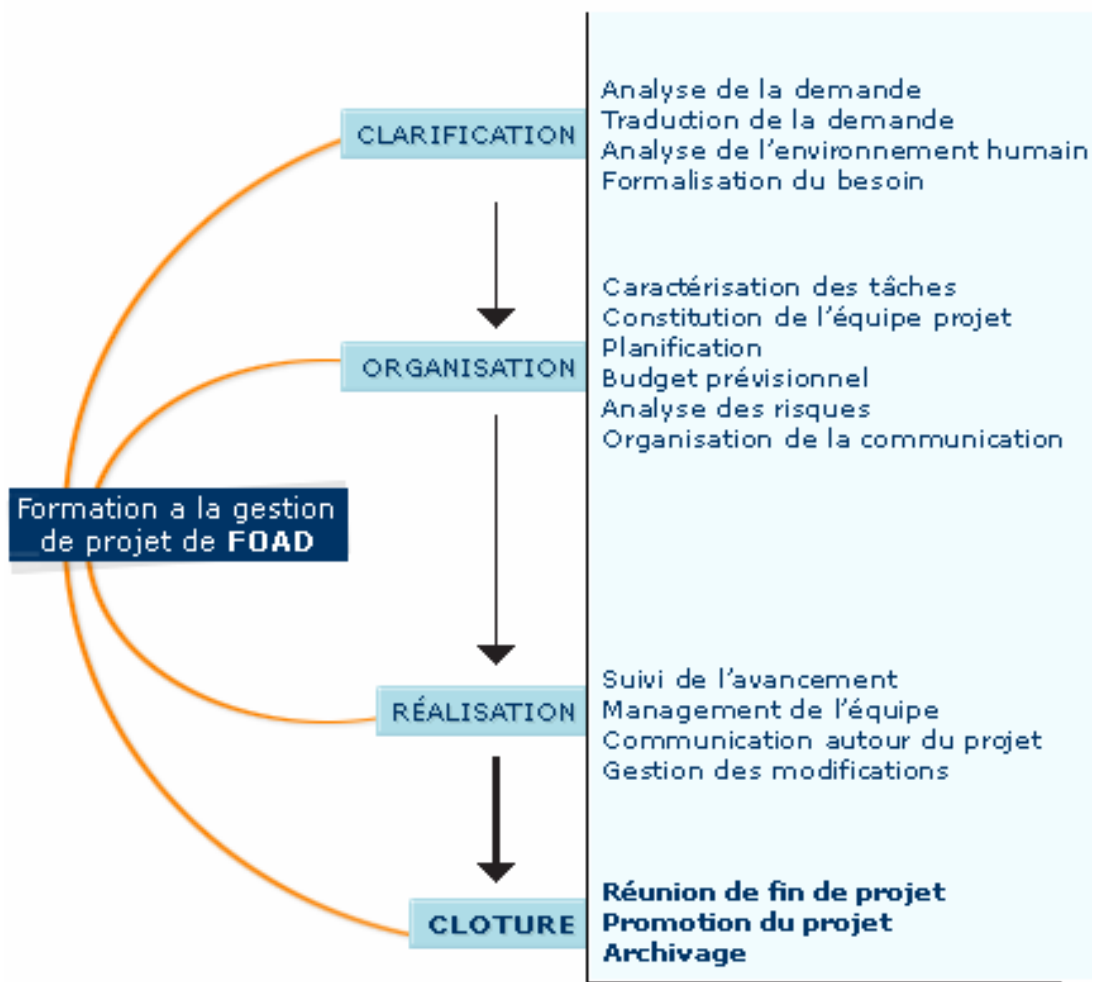 CLARIFICATION
Analyse de la demande
Traduction de la demande
Analyse de l'environnement humain
Formalisation du besoin
ORGANISATION
Caractérisation des tâches
Constitution de l'équipe projet
Planification
Budget prévisionnel
Analyse des risques
Organisation de la communication
Formation a la gestion
de projet de FOAD
RÉALISATION
Suivi de l'avancement
Management de l'équipe
Communication autour du projet
Gestion des modifications
CLOTURE
Réunion de fin de projet
Promotion du projet
Archivage